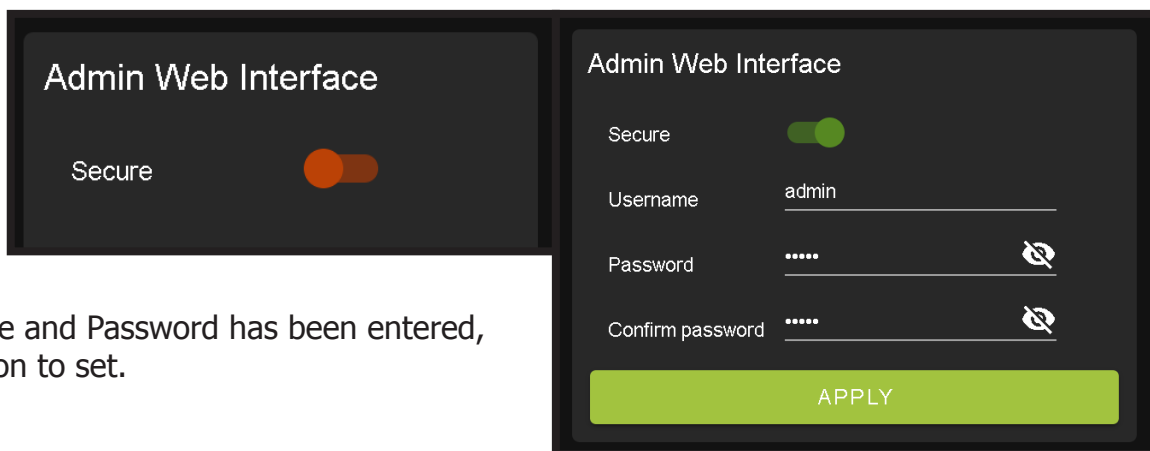 Admin Web Interface
Secure
Admin Web Interface
Secure
Username admin
Password •••••
Confirm password •••••
APPLY
and Password has been entered,
to set.